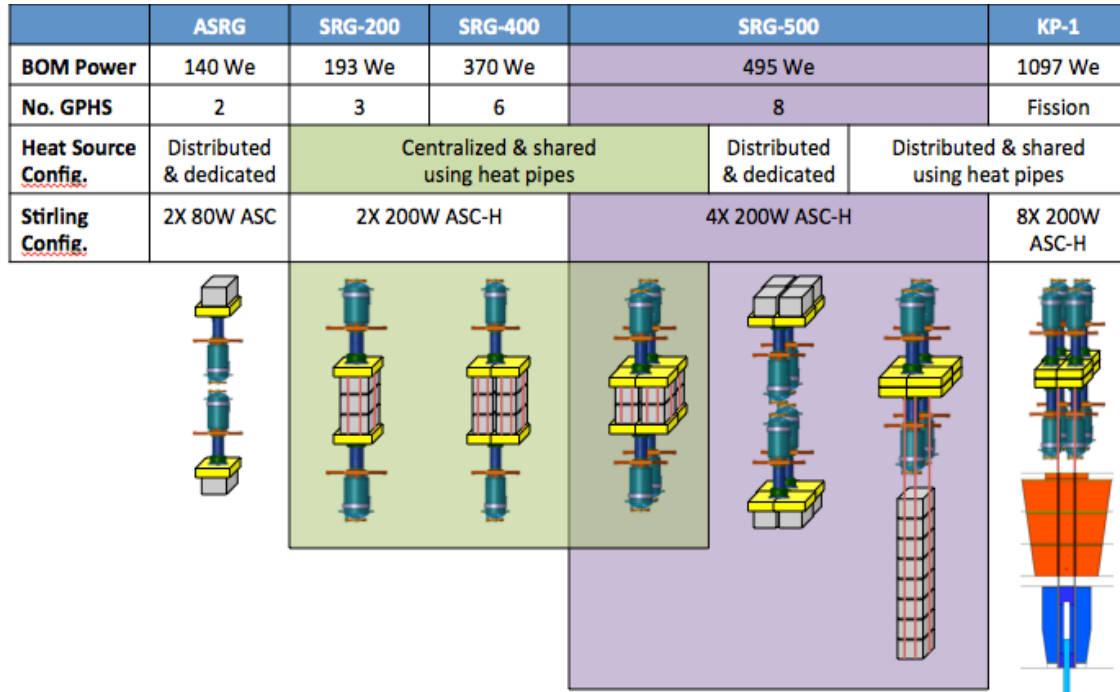 ASRG SRG-200 SRG-400 SRG-500 KP-1
BOM Power 140 We 193 We 370 We 495 We 1097 We
No. GPHS 2 3 6 8 Fission
Heat Source Distributed Centralized & shared Distributed Distributed & shared
Config. & dedicated using heat pipes & dedicated using heat pipes
Stirling 2X 80W ASC 2X 200W ASC-H 4X 200W ASC-H 8X 200W
Config. ASC-H